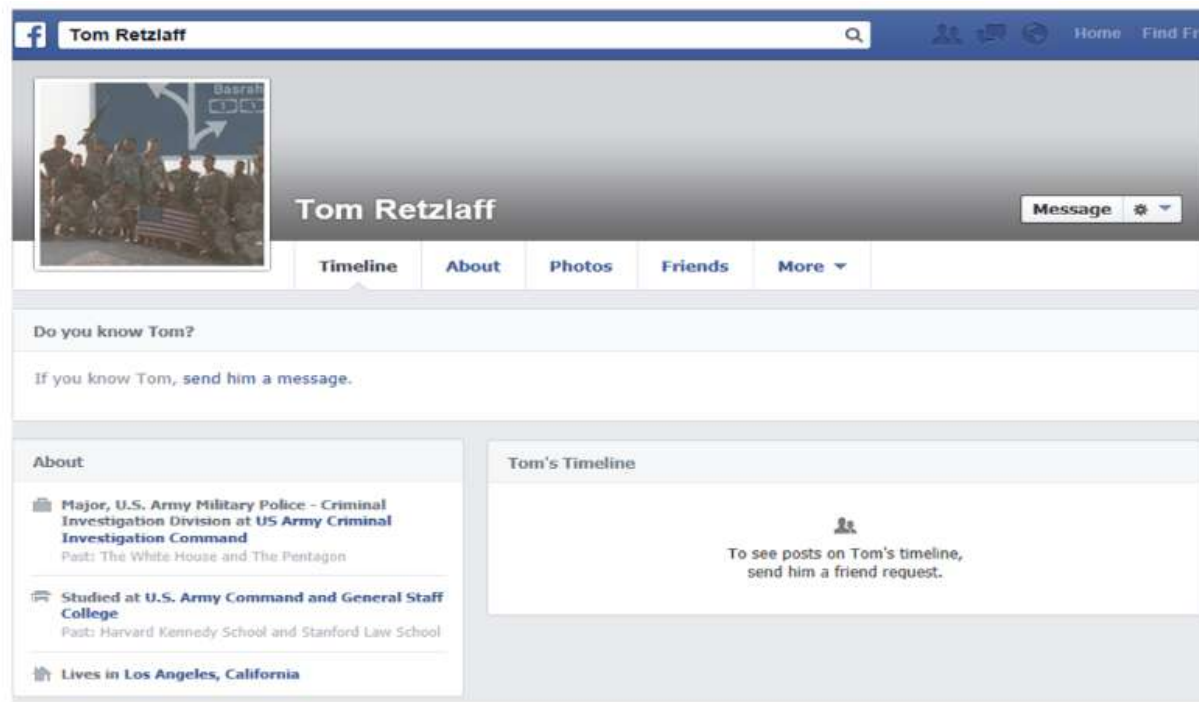 f Tom Retzlaff Home Find Fr
Basrah
Tom Retzlaff
Message
Timeline About Photos Friends More
Do you know Tom?
If you know Tom, send him a message.
About
Major, U.S. Army Military Police - Criminal
Investigation Division at US Army Criminal
Investigation Command
Past: The White House and The Pentagon
Studied at U.S. Army Command and General Staff
College
Past: Harvard Kennedy School and Stanford Law School
Lives in Los Angeles, California
Tom's Timeline
To see posts on Tom's timeline,
send him a friend request.